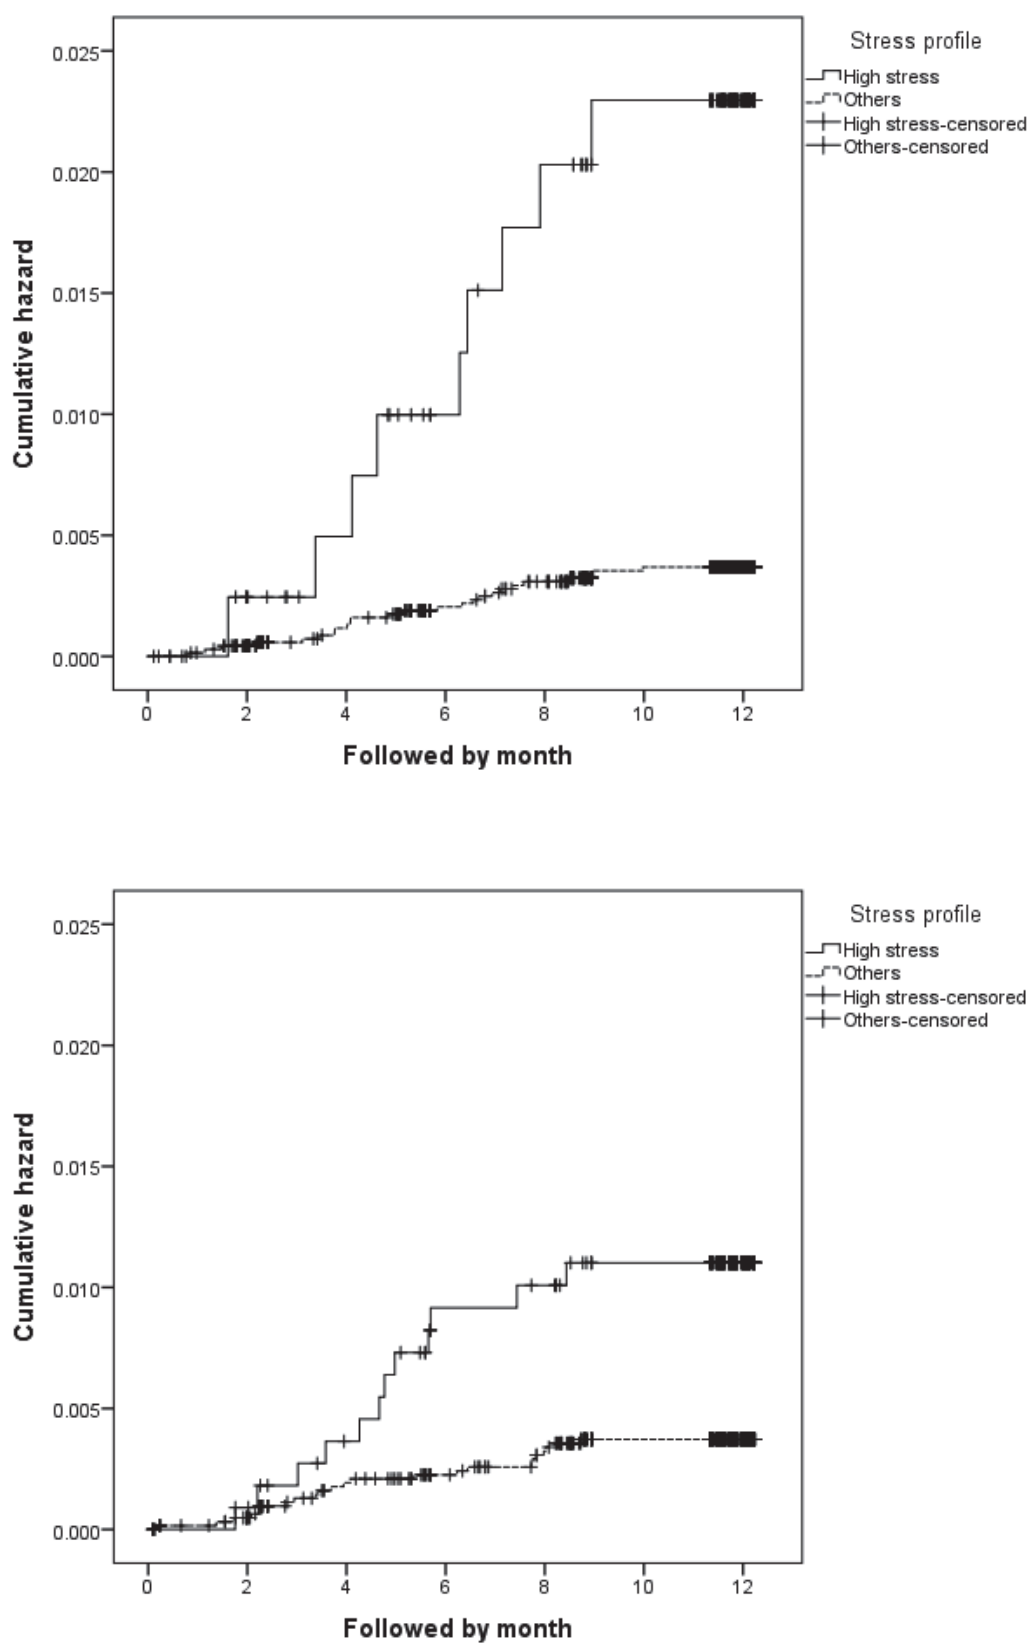 Stress profile
High stress
Others
High stress-censored
Others-censored
0.025
0.020
0.015
0.010
0.005
0.000
Cumulative hazard
0 2 4 6 8 10 12
Followed by month
Stress profile
High stress
Others
High stress-censored
Others-censored
0.025
0.020
0.015
0.010
0.005
0.000
Cumulative hazard
0 2 4 6 8 10 12
Followed by month